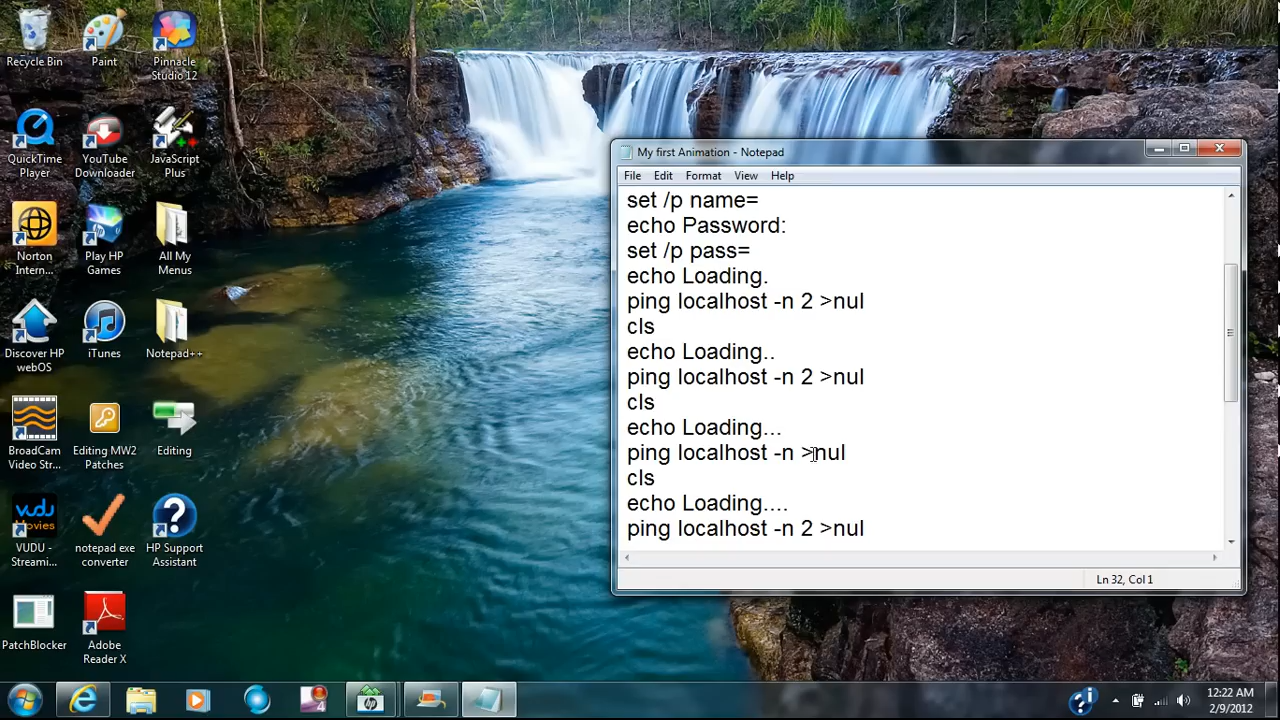 Recycle Bin
Paint
Pinnacle
Studio 12
QuickTime
Player
YouTube
Downloader
JavaScript
Plus
Norton
Intern...
Play HP
Games
All My
Menus
Discover HP
webOS
iTunes
Notepad++
BroadCam
Video Str...
Editing MW2
Patches
Editing
VUDU
Movies
VUDU -
Streami...
notepad exe
converter
HP Support
Assistant
PatchBlocker
Adobe
Reader X
My first Animation - Notepad
File Edit Format View Help
set /p name=
echo Password:
set /p pass=
echo Loading.
ping localhost -n 2 >nul
cls
echo Loading..
ping localhost -n 2 >nul
cls
echo Loading...
ping localhost -n >nul
cls
echo Loading....
ping localhost -n 2 >nul
Ln 32, Col 1
hp
4
12:22 AM
2/9/2012